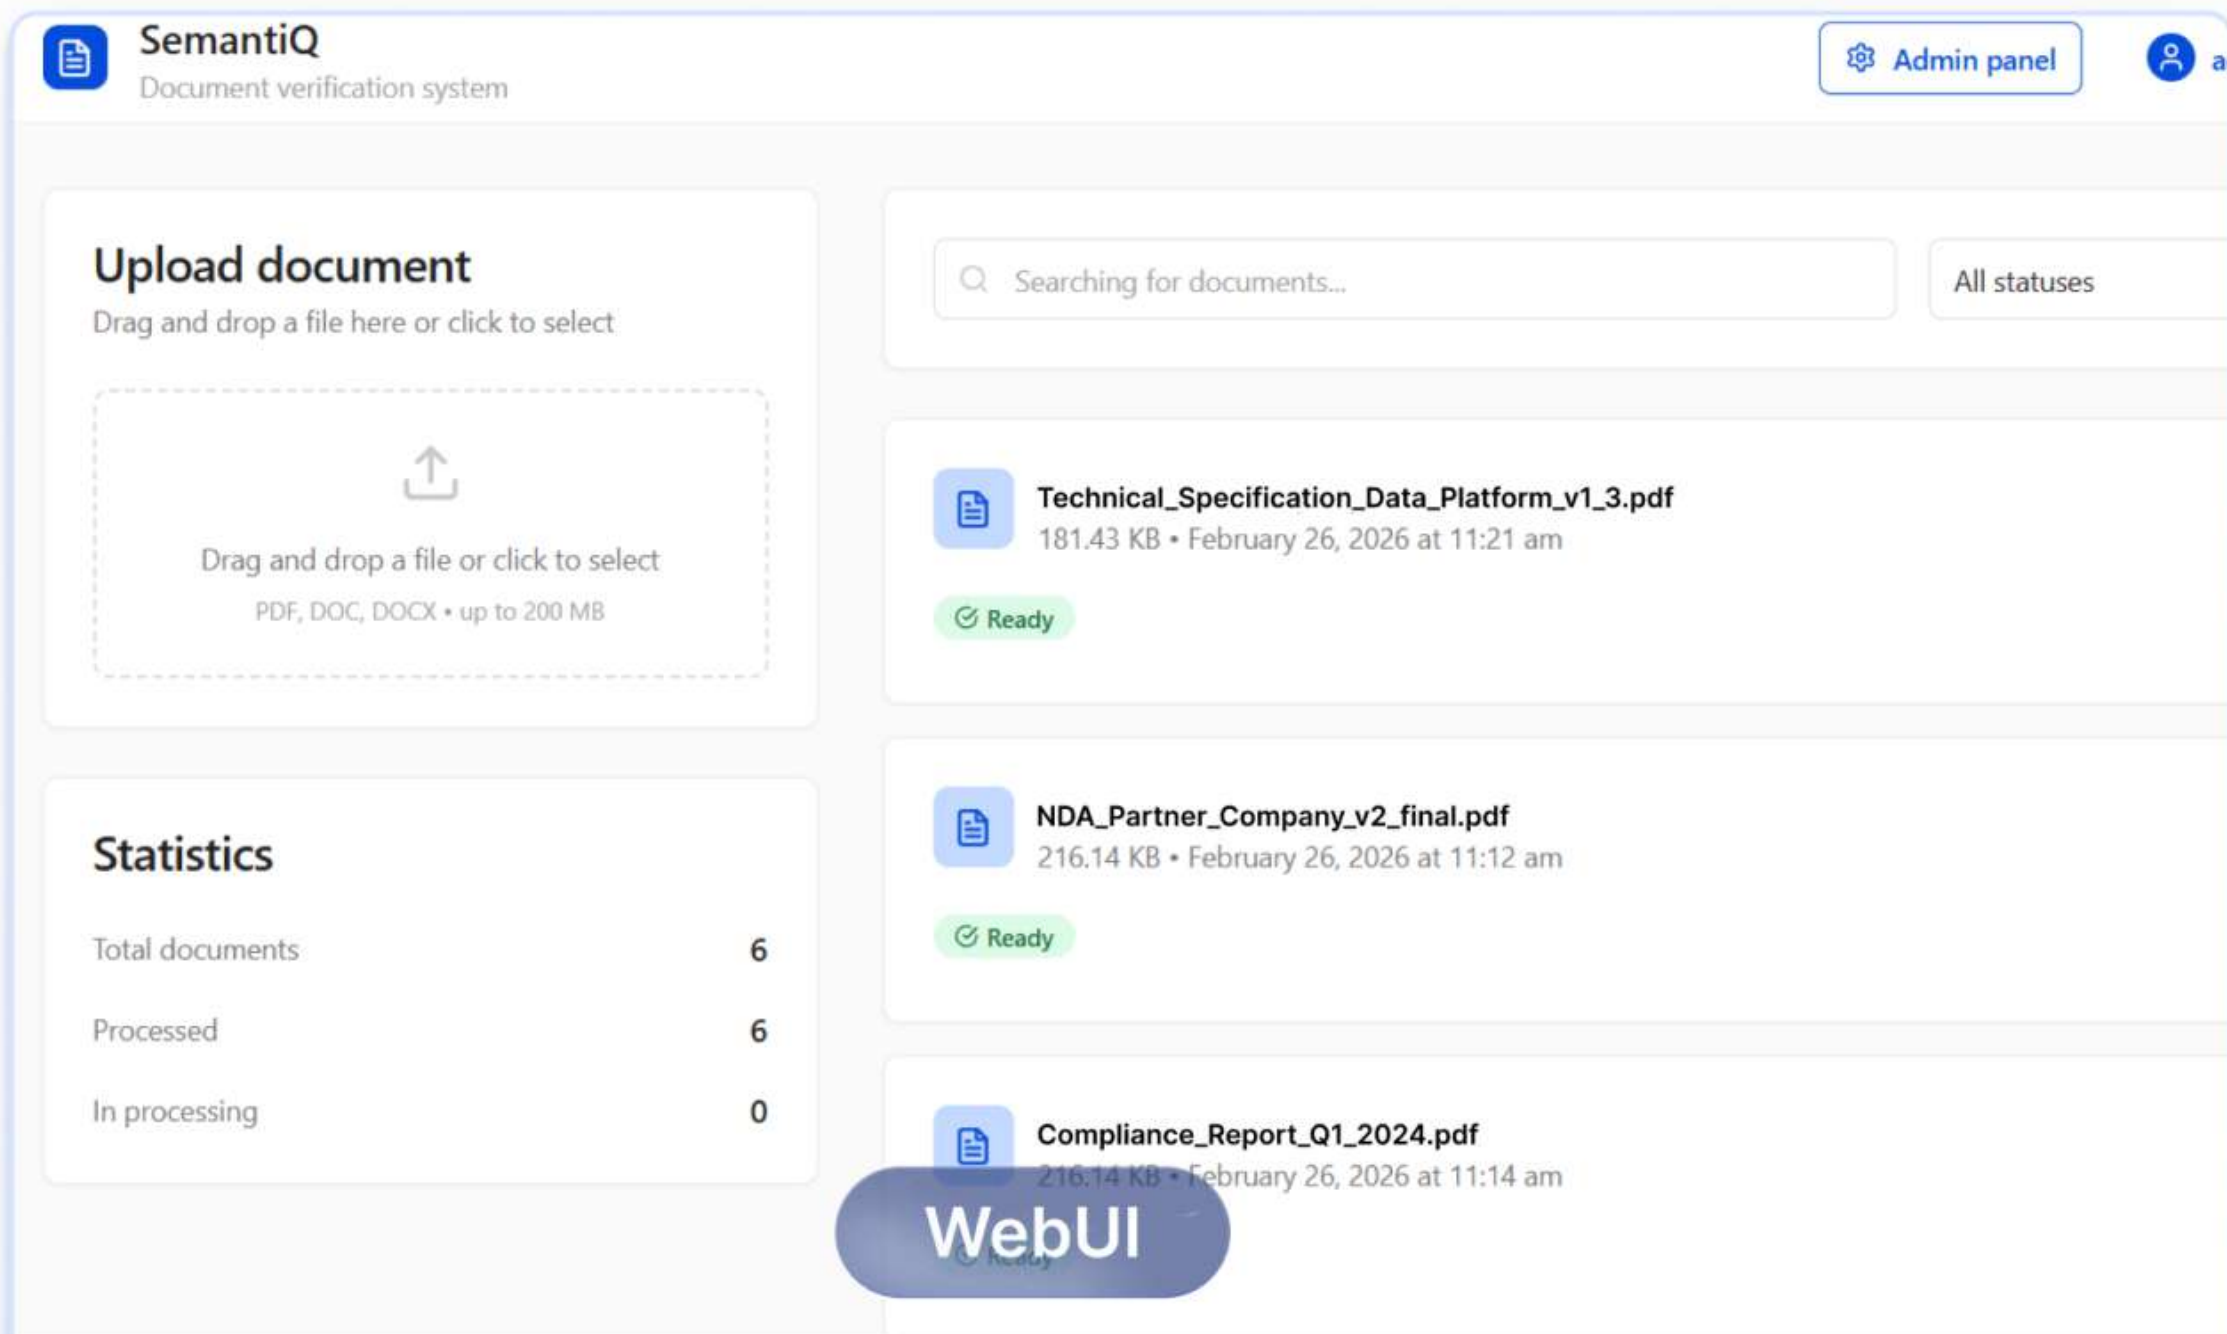 SemantiQ
Document verification system
Admin panel
a
Upload document
Drag and drop a file here or click to select
Drag and drop a file or click to select
PDF, DOC, DOCX • up to 200 MB
Statistics
Total documents 6
Processed 6
In processing 0
Searching for documents...
All statuses
Technical_Specification_Data_Platform_v1_3.pdf
181.43 KB • February 26, 2026 at 11:21 am
Ready
NDA_Partner_Company_v2_final.pdf
216.14 KB • February 26, 2026 at 11:12 am
Ready
Compliance_Report_Q1_2024.pdf
216.14 KB • February 26, 2026 at 11:14 am
Ready
WebUI